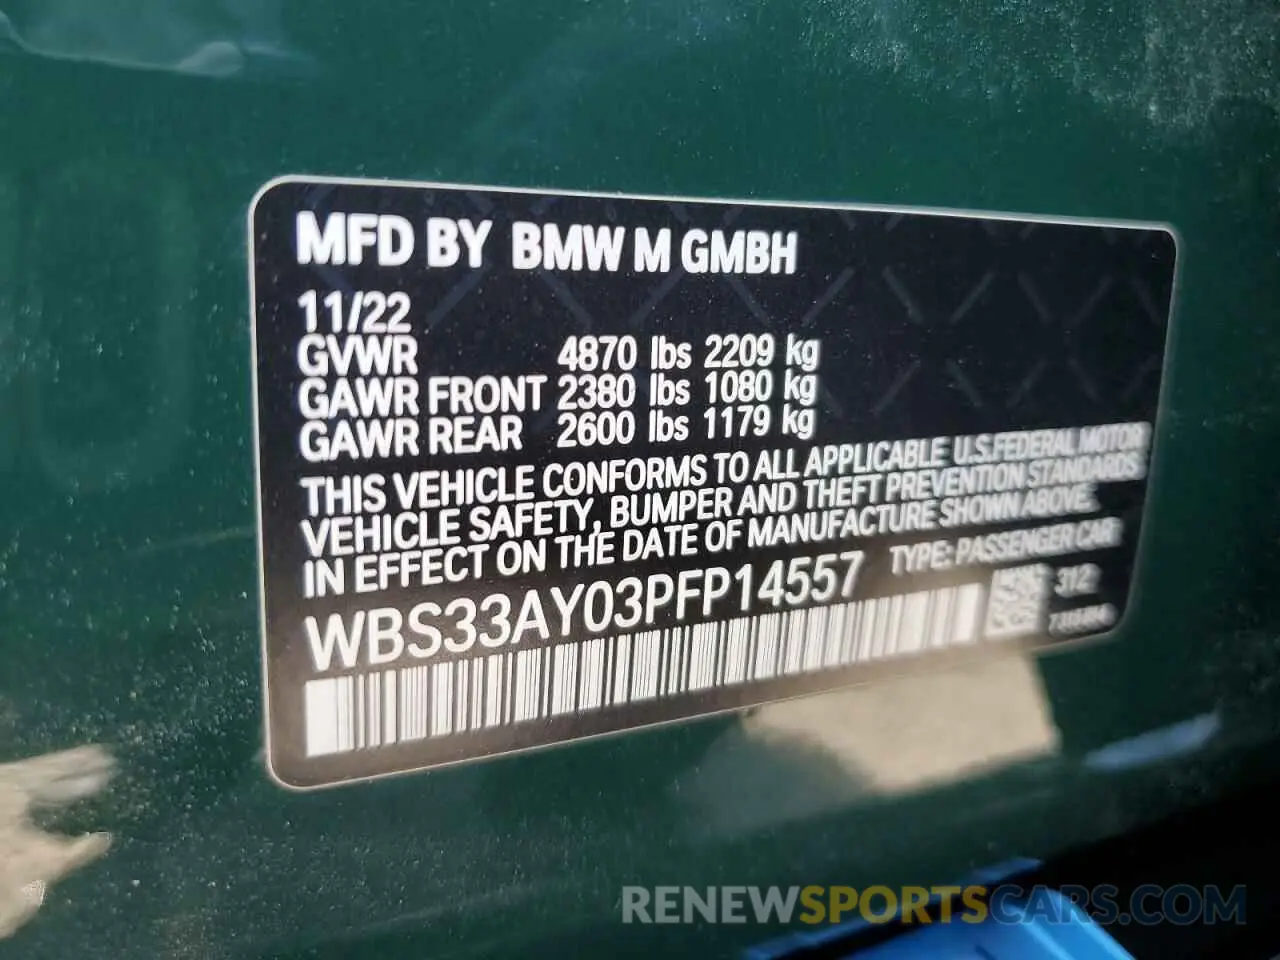 MFD BY BMW M GMBH
11/22
GVWR 4870 lbs 2209 kg
GAWR FRONT 2380 lbs 1080 kg
GAWR REAR 2600 lbs 1179 kg
THIS VEHICLE CONFORMS TO ALL APPLICABLE U.S.FEDERAL MOTOR
VEHICLE SAFETY, BUMPER AND THEFT PREVENTION STANDARDS
IN EFFECT ON THE DATE OF MANUFACTURE SHOWN ABOVE.
WBS33AY03PFP14557 TYPE: PASSENGER CAR
312
RENEWSPORTSCARS.COM